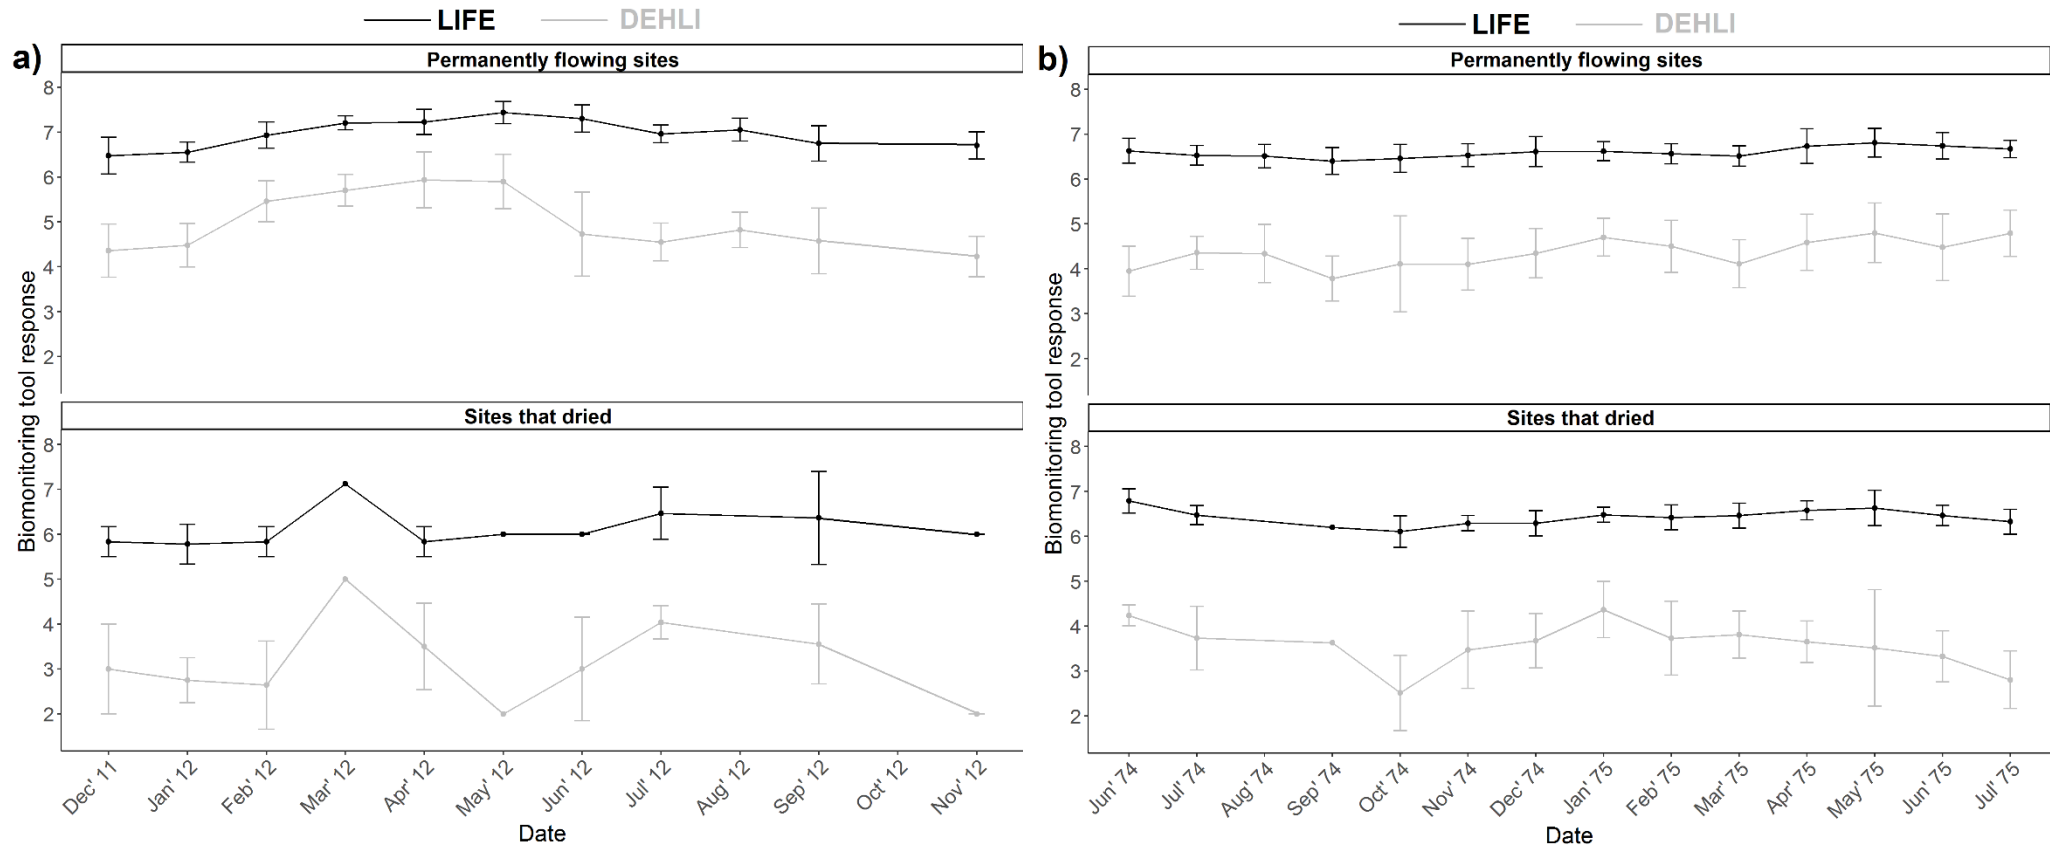 LIFE DEHLI
a)
Permanently flowing sites
8
7
6
5
4
3
2
Sites that dried
8
7
6
5
4
3
2
Biomonitoring tool response
Dec' 11 Jan' 12 Feb' 12 Mar' 12 Apr' 12 May' 12 Jun' 12 Jul' 12 Aug' 12 Sep' 12 Oct' 12 Nov' 12
Date
LIFE DEHLI
b)
Permanently flowing sites
8
7
6
5
4
3
2
Sites that dried
8
7
6
5
4
3
2
Biomonitoring tool response
Jun' 74 Jul' 74 Aug' 74 Sep' 74 Oct' 74 Nov' 74 Dec' 74 Jan' 75 Feb' 75 Mar' 75 Apr' 75 May' 75 Jun' 75 Jul' 75
Date